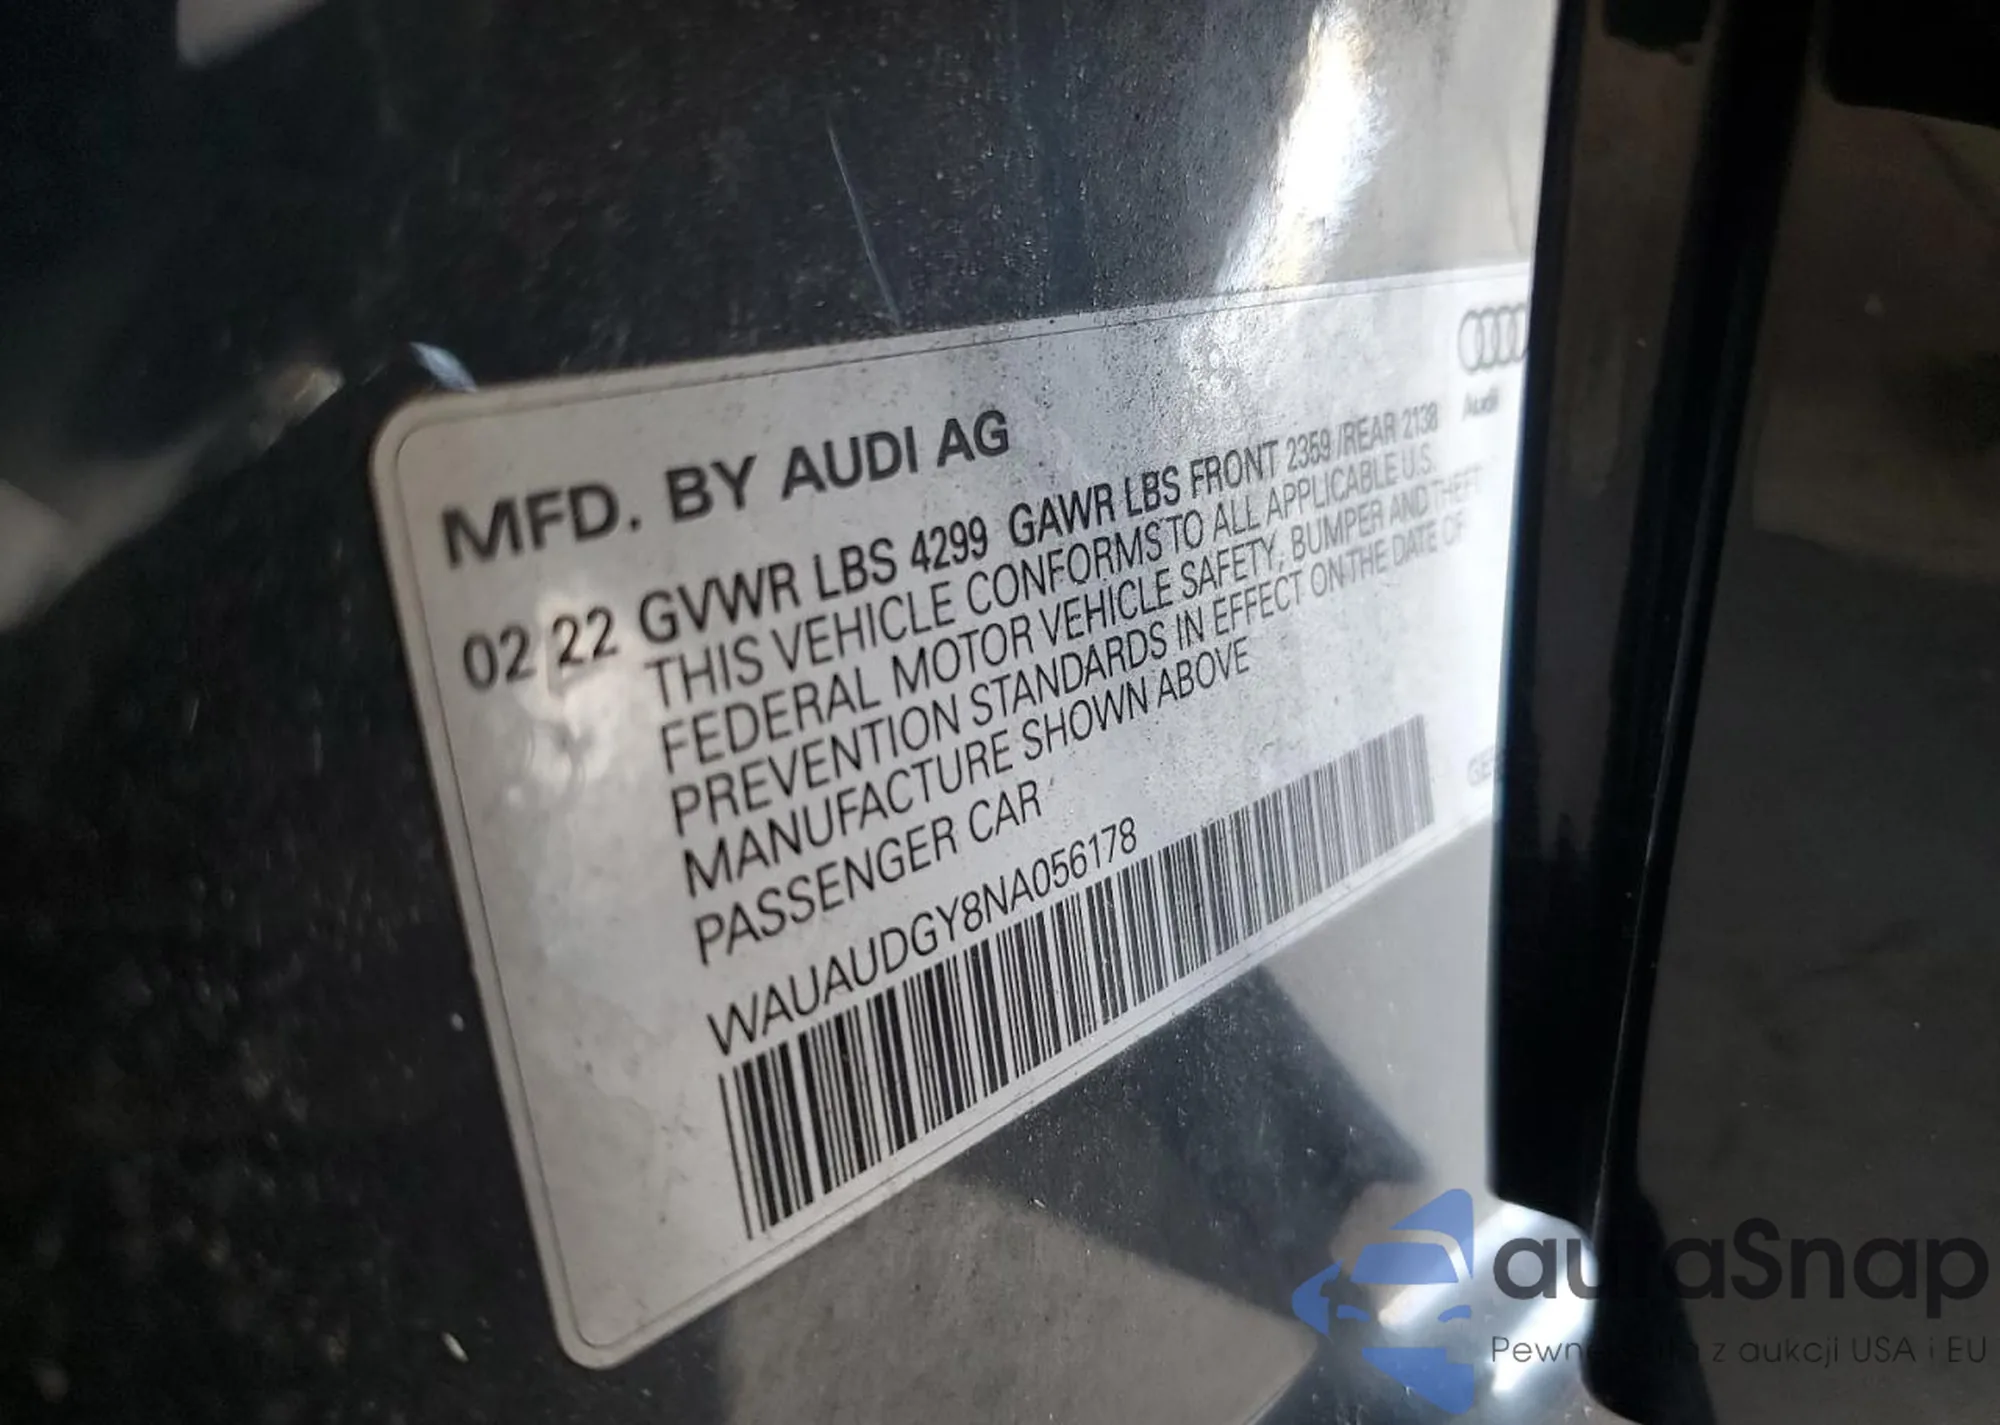 MFD. BY AUDI AG
Audi
02/22 GVWR LBS 4299 GAWR LBS FRONT 2359 /REAR 2138
THIS VEHICLE CONFORMS TO ALL APPLICABLE U.S.
FEDERAL MOTOR VEHICLE SAFETY, BUMPER AND THEFT
PREVENTION STANDARDS IN EFFECT ON THE DATE OF
MANUFACTURE SHOWN ABOVE
PASSENGER CAR
WAUAUDGY8NA056178
autaSnap
z aukcji USA i EU